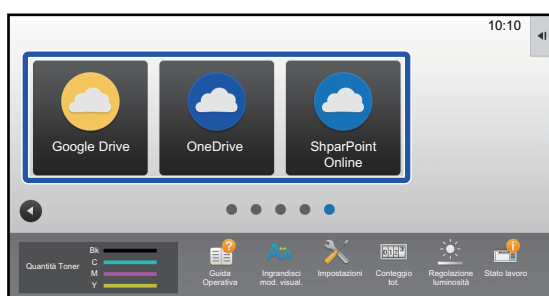 10:10
Google Drive
OneDrive
ShparPoint
Online
Quantità Toner
Bk
C
M
Y
Guida
Operativa
Ingrandisci
mod. visual.
Impostazioni
Conteggio
tot.
Regolazione
luminosità
Stato lavoro